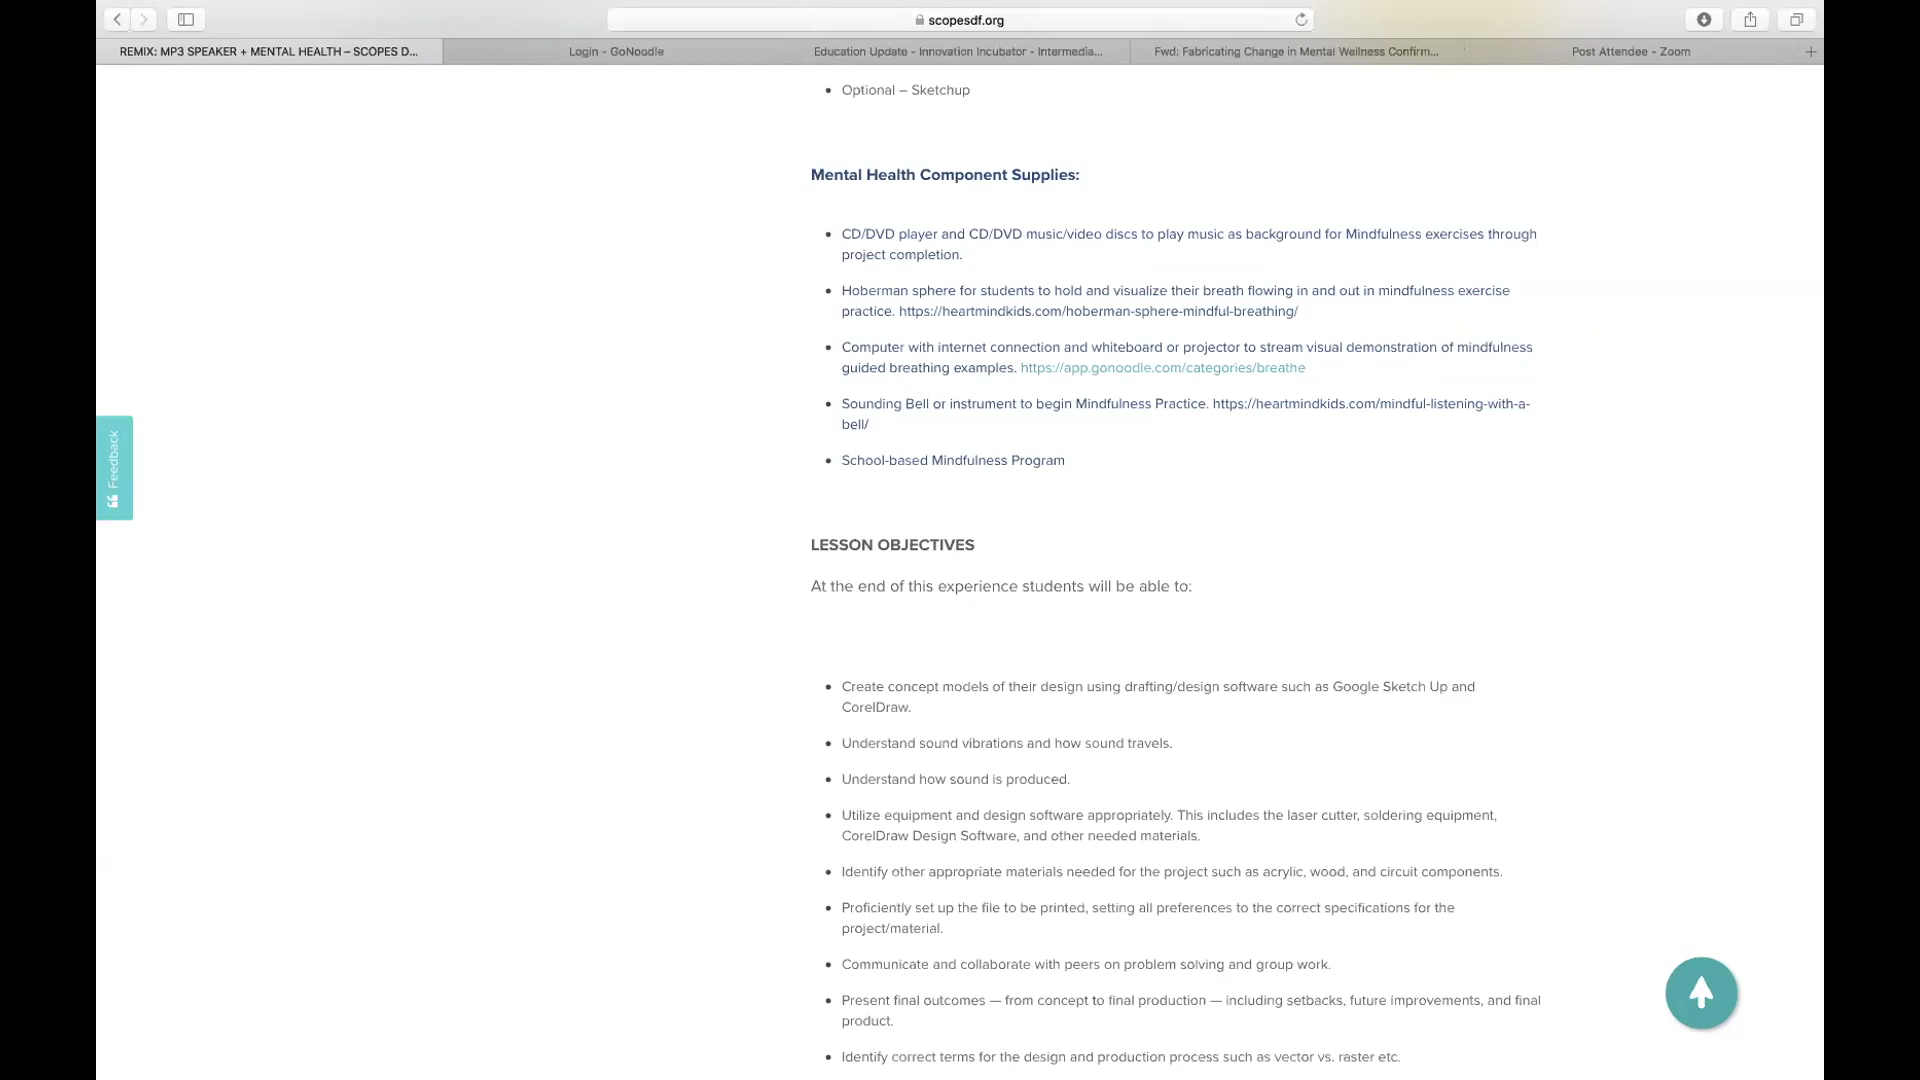 scopesdf.org
REMIX: MP3 SPEAKER + MENTAL HEALTH – SCOPES D...
Login - GoNoodle
Education Update - Innovation Incubator - Intermedia...
Fwd: Fabricating Change in Mental Wellness Confirm...
Post Attendee - Zoom
• Optional – Sketchup
Mental Health Component Supplies:
• CD/DVD player and CD/DVD music/video discs to play music as background for Mindfulness exercises through
project completion.
• Hoberman sphere for students to hold and visualize their breath flowing in and out in mindfulness exercise
practice. https://heartmindkids.com/hoberman-sphere-mindful-breathing/
• Computer with internet connection and whiteboard or projector to stream visual demonstration of mindfulness
guided breathing examples. https://app.gonoodle.com/categories/breathe
• Sounding Bell or instrument to begin Mindfulness Practice. https://heartmindkids.com/mindful-listening-with-a-
bell/
• School-based Mindfulness Program
Feedback
LESSON OBJECTIVES
At the end of this experience students will be able to:
• Create concept models of their design using drafting/design software such as Google Sketch Up and
CorelDraw.
• Understand sound vibrations and how sound travels.
• Understand how sound is produced.
• Utilize equipment and design software appropriately. This includes the laser cutter, soldering equipment,
CorelDraw Design Software, and other needed materials.
• Identify other appropriate materials needed for the project such as acrylic, wood, and circuit components.
• Proficiently set up the file to be printed, setting all preferences to the correct specifications for the
project/material.
• Communicate and collaborate with peers on problem solving and group work.
• Present final outcomes — from concept to final production — including setbacks, future improvements, and final
product.
• Identify correct terms for the design and production process such as vector vs. raster etc.